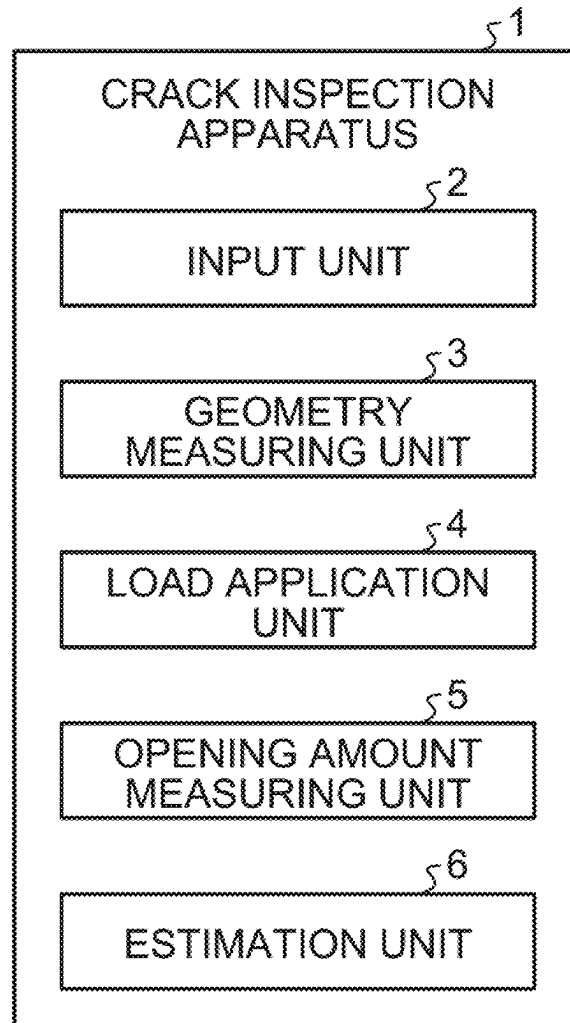 1
CRACK INSPECTION
APPARATUS
2
INPUT UNIT
3
GEOMETRY
MEASURING UNIT
4
LOAD APPLICATION
UNIT
5
OPENING AMOUNT
MEASURING UNIT
6
ESTIMATION UNIT